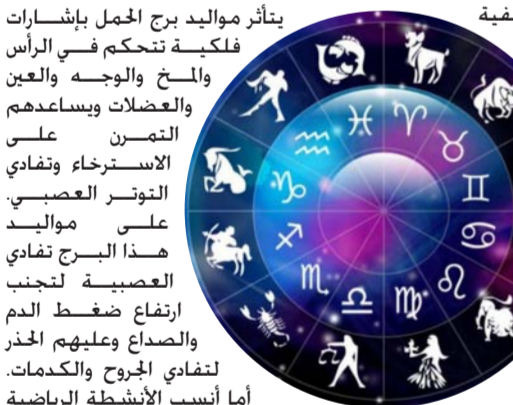 فية
يتأثر مواليد برج الحمل بإشارات
فلكية تتحكم في الرأس
والمخ والوجه والعين
والعضلات ويساعدهم
التمرن على
الاسترخاء وتفادي
التوتر العصبي.
على مواليد
هذا البرج تفادي
العصبية لتجنب
ارتفاع ضغط الدم
والصداع وعليهم الحذر
لتفادي الجروح والكدمات.
أما أنسب الأنشطة الرياضية